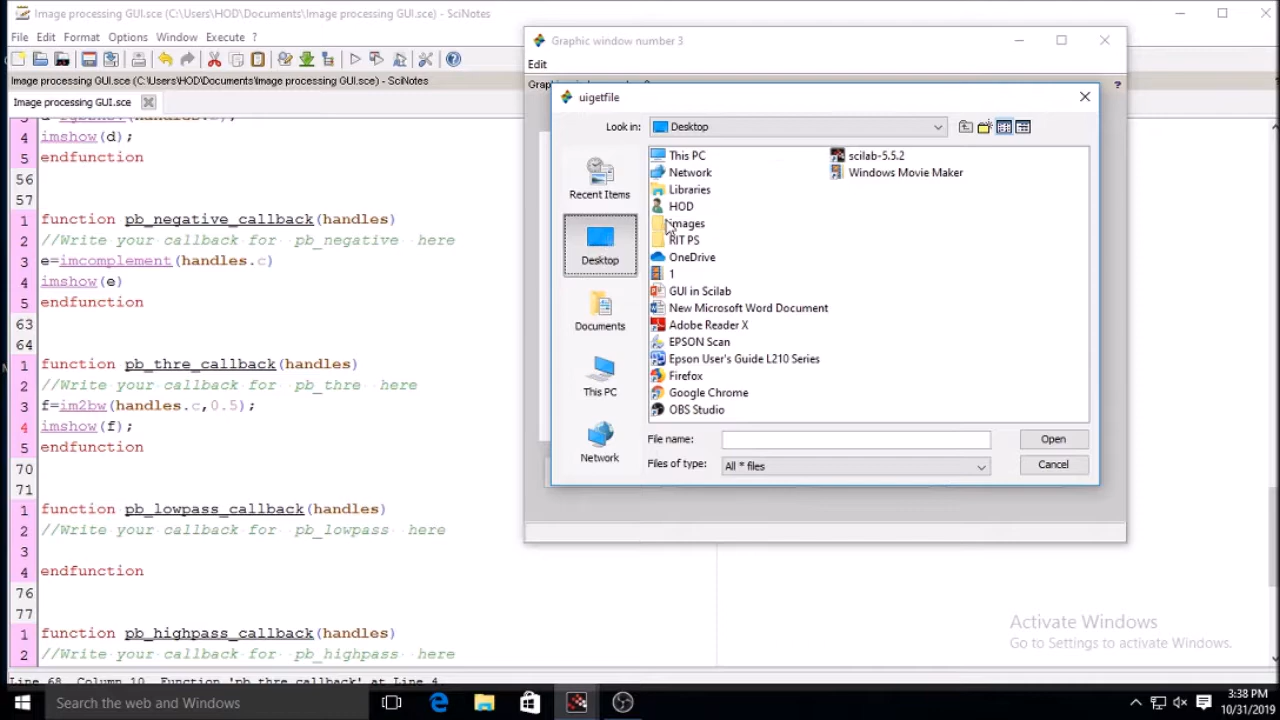 Image processing GUI.sce (C:\Users\HOD\Documents\Image processing GUI.sce) - SciNotes
File Edit Format Options Window Execute ?
Image processing GUI.sce (C:\Users\HOD\Documents\Image processing GUI.sce) - SciNotes
Image processing GUI.sce
4 imshow(d);
5 endfunction
56
57
1 function pb_negative_callback(handles)
2 //Write your callback for pb_negative here
3 e=imcomplement(handles.c)
4 imshow(e)
5 endfunction
63
64
1 function pb_thre_callback(handles)
2 //Write your callback for pb_thre here
3 f=im2bw(handles.c,0.5);
4 imshow(f);
5 endfunction
70
71
1 function pb_lowpass_callback(handles)
2 //Write your callback for pb_lowpass here
3
4 endfunction
76
77
1 function pb_highpass_callback(handles)
2 //Write your callback for pb_highpass here
Line 68, Column 10. Function 'pb_thre_callback' at Line 4.
Graphic window number 3
Edit
?
uigetfile
Look in: Desktop
Recent Items
Desktop
Documents
This PC
Network
This PC
Network
Libraries
HOD
images
RIT PS
OneDrive
1
GUI in Scilab
New Microsoft Word Document
Adobe Reader X
EPSON Scan
Epson User's Guide L210 Series
Firefox
Google Chrome
OBS Studio
scilab-5.5.2
Windows Movie Maker
File name: Open
Files of type: All * files Cancel
Activate Windows
Go to Settings to activate Windows.
Search the web and Windows
3:38 PM
10/31/2019